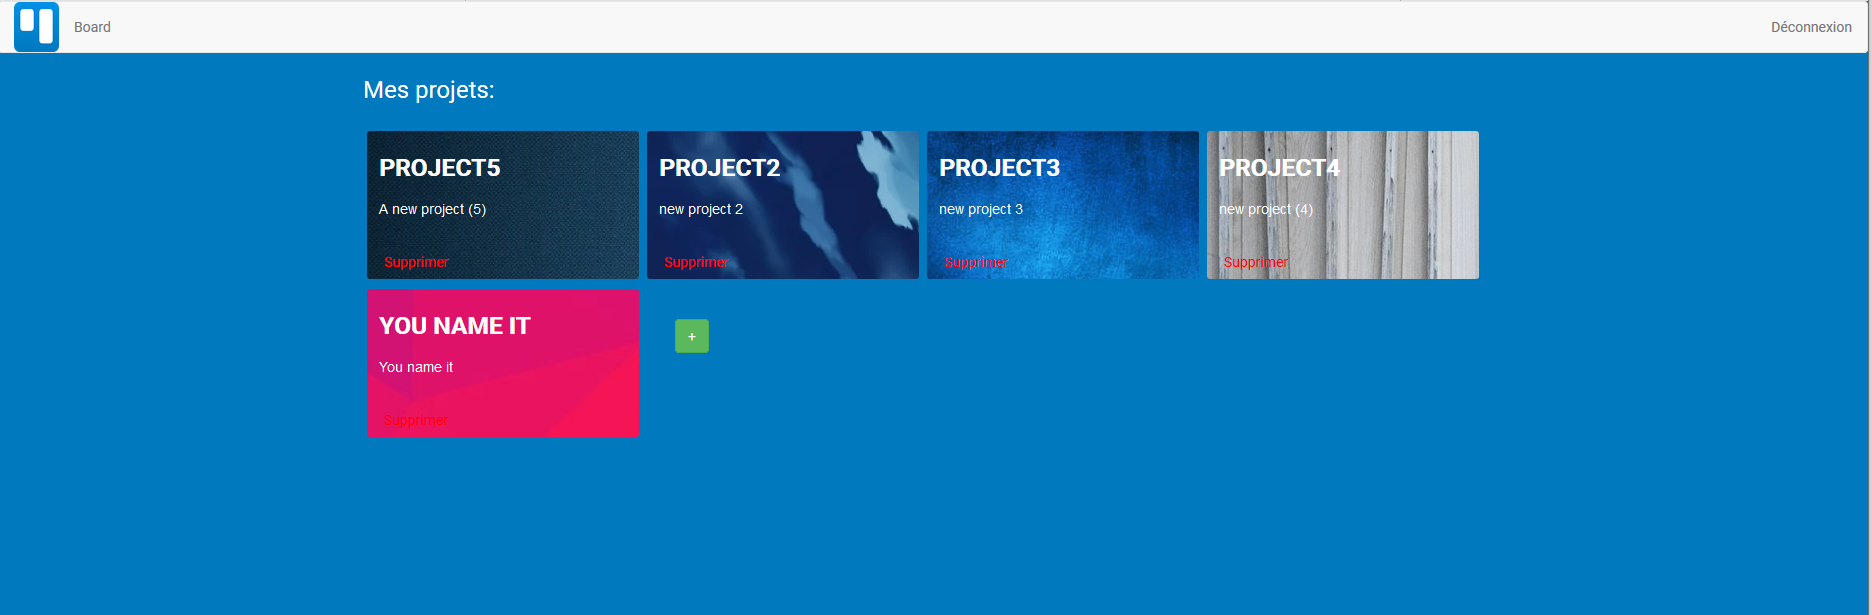 Board
Déconnexion
Mes projets:
PROJECT5
A new project (5)
Supprimer
PROJECT2
new project 2
Supprimer
PROJECT3
new project 3
Supprimer
PROJECT4
new project (4)
Supprimer
YOU NAME IT
You name it
Supprimer
+